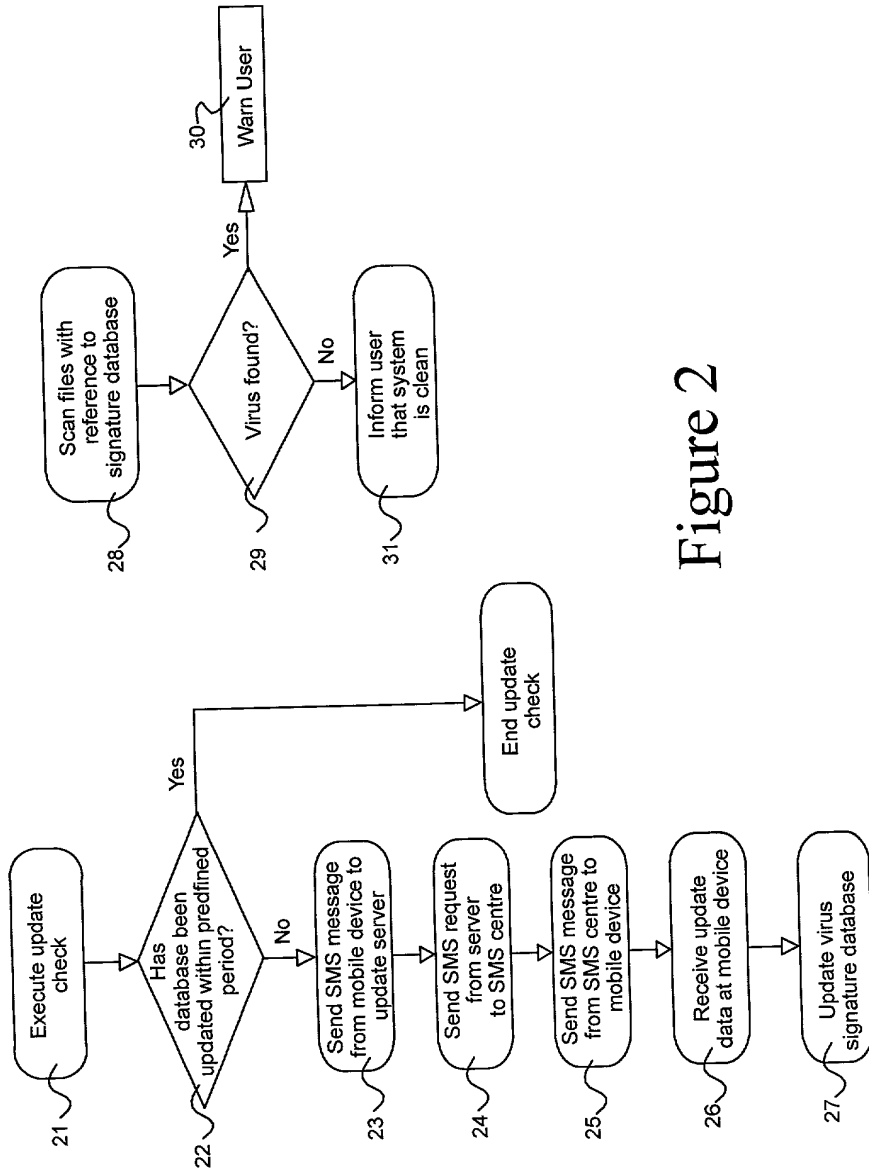 Execute update
check
21
Has
database been
updated within predfined
period?
22
Yes
No
End update
check
Send SMS message
from mobile device to
update server
23
Send SMS request
from server
to SMS centre
24
Send SMS message
from SMS centre to
mobile device
25
Receive update
data at mobile device
26
Update virus
signature database
27
Scan files with
reference to
signature database
28
Virus found?
29
Yes
Warn User
30
No
Inform user
that system
is clean
31
Figure 2